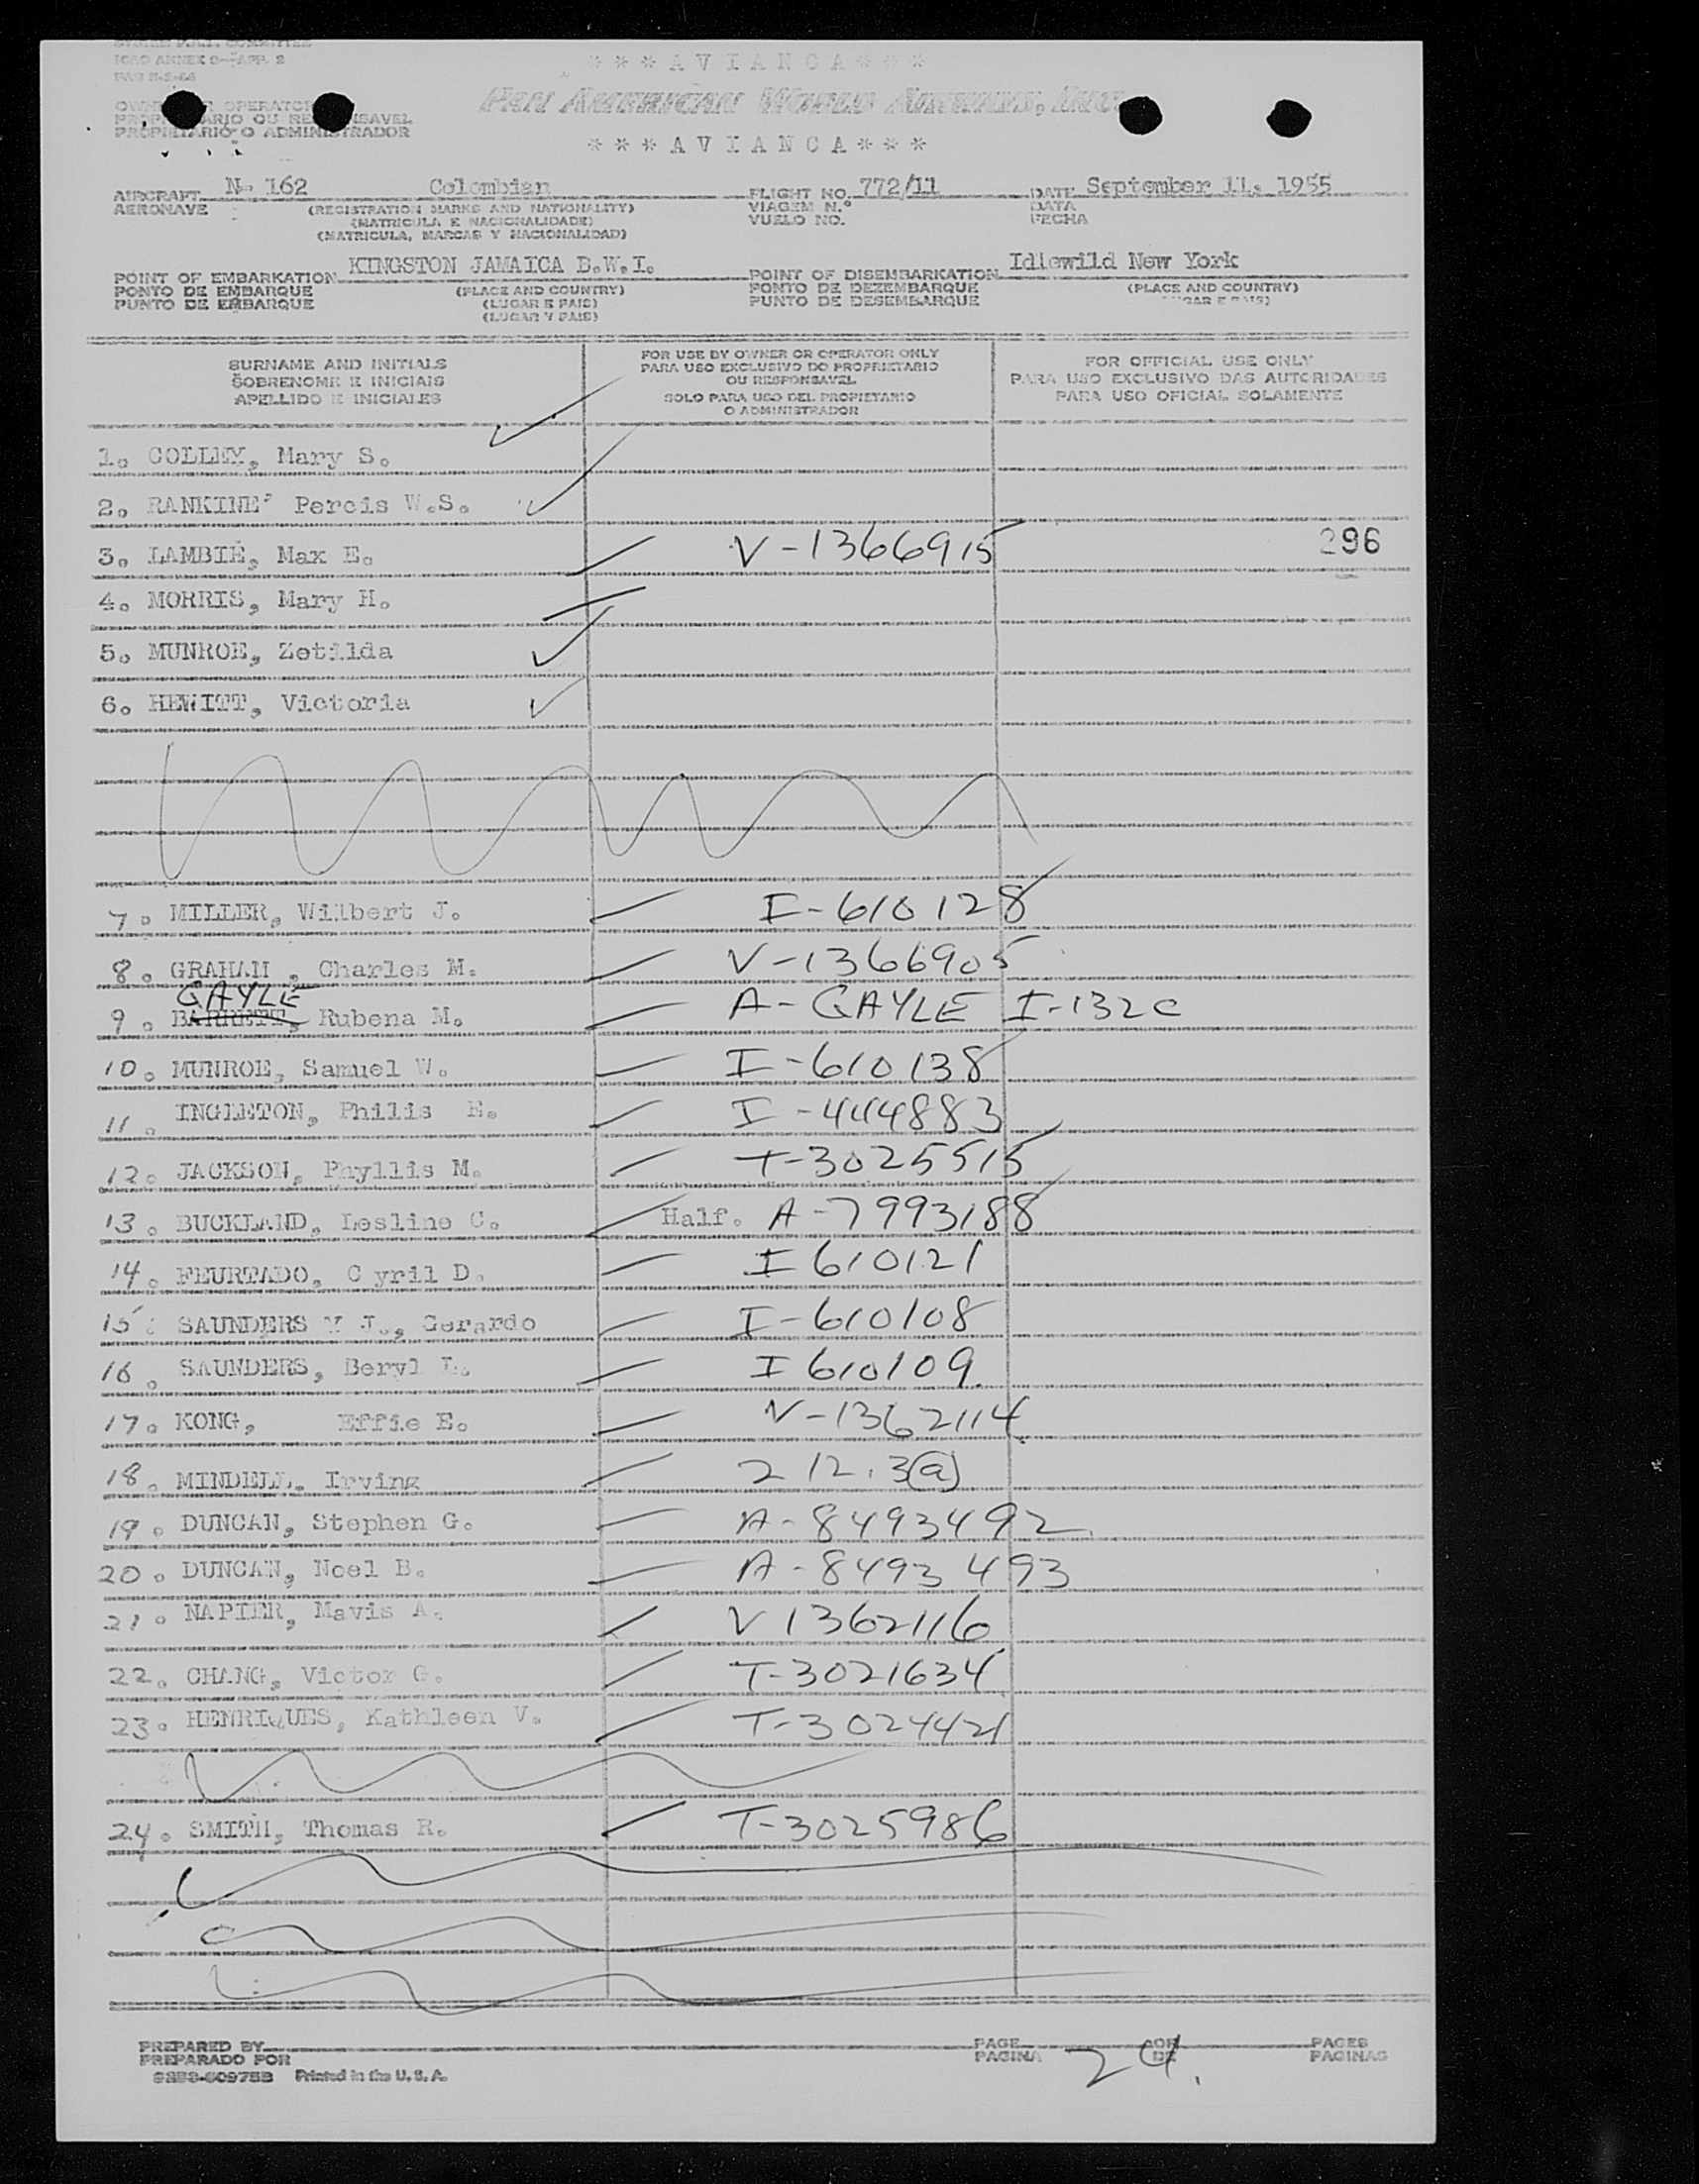 ICAO ANNEX 9—APP. 2
* * * A V I A N C A * * *
PAN AMERICAN WORLD AIRWAYS, INC.
* * * A V I A N C A * * *
OPERATOR
PROPRIETARIO O ADMINISTRADOR
AIRCRAFT N- 162 Colombian FLIGHT NO. 772/11 DATE September 11, 1955
AERONAVE (REGISTRATION MARKS AND NATIONALITY) VIAGEM N.º DATA
(MATRICULA E NACIONALIDADE) VUELO NO. FECHA
(MATRICULA, MARCAS Y NACIONALIDAD)
POINT OF EMBARKATION KINGSTON JAMAICA B.W.I. POINT OF DISEMBARKATION Idlewild New York
PONTO DE EMBARQUE (PLACE AND COUNTRY) PONTO DE DEZEMBARQUE (PLACE AND COUNTRY)
PUNTO DE EMBARQUE (LUGAR E PAIS) PUNTO DE DESEMBARQUE
(LUGAR Y PAIS)
SURNAME AND INITIALS FOR USE BY OWNER OR OPERATOR ONLY FOR OFFICIAL USE ONLY
SOBRENOME E INICIAIS PARA USO EXCLUSIVO DO PROPRIETARIO PARA USO EXCLUSIVO DAS AUTORIDADES
OU RESPONSAVEL
APELLIDO E INICIALES SOLO PARA USO DEL PROPIETARIO PARA USO OFICIAL SOLAMENTE
O ADMINISTRADOR
1. COLLEY, Mary S.
2. RANKINE, Percis W.S.
3. LAMBIE, Max E. V-1366915 296
4. MORRIS, Mary H.
5. MUNROE, Zetilda
6. HEWITT, Victoria
7. MILLER, Wilbert J. I-610128
8. GRAHAM , Charles M. V-1366905
GAYLE
9. BARRETT, Rubena M. A- GAYLE I-132C
10. MUNROE, Samuel W. I-610138
11. INGLETON, Philis E. I-444883
12. JACKSON, Phyllis M. T-3025515
13. BUCKLAND, Lesline C. Half. A-7993188
14. FEURTADO, Cyril D. I 610121
15. SAUNDERS Y J., Gerardo I-610108
16. SAUNDERS, Beryl I 610109
17. KONG, Effie E. V-1362114
18. MINDELL, Irving 212.3(a)
19. DUNCAN, Stephen G. A-8493492
20. DUNCAN, Noel B. A-8493493
21. NAPIER, Mavis A. V 1362116
22. CHANG, Victor G. T-3021634
23. HENRIQUES, Kathleen V. T-3024421
24. SMITH, Thomas R. T-3025986
PREPARED BY PAGE OF PAGES
PREPARADO POR PAGINA 24. DE PAGINAS
Printed in the U. S. A.